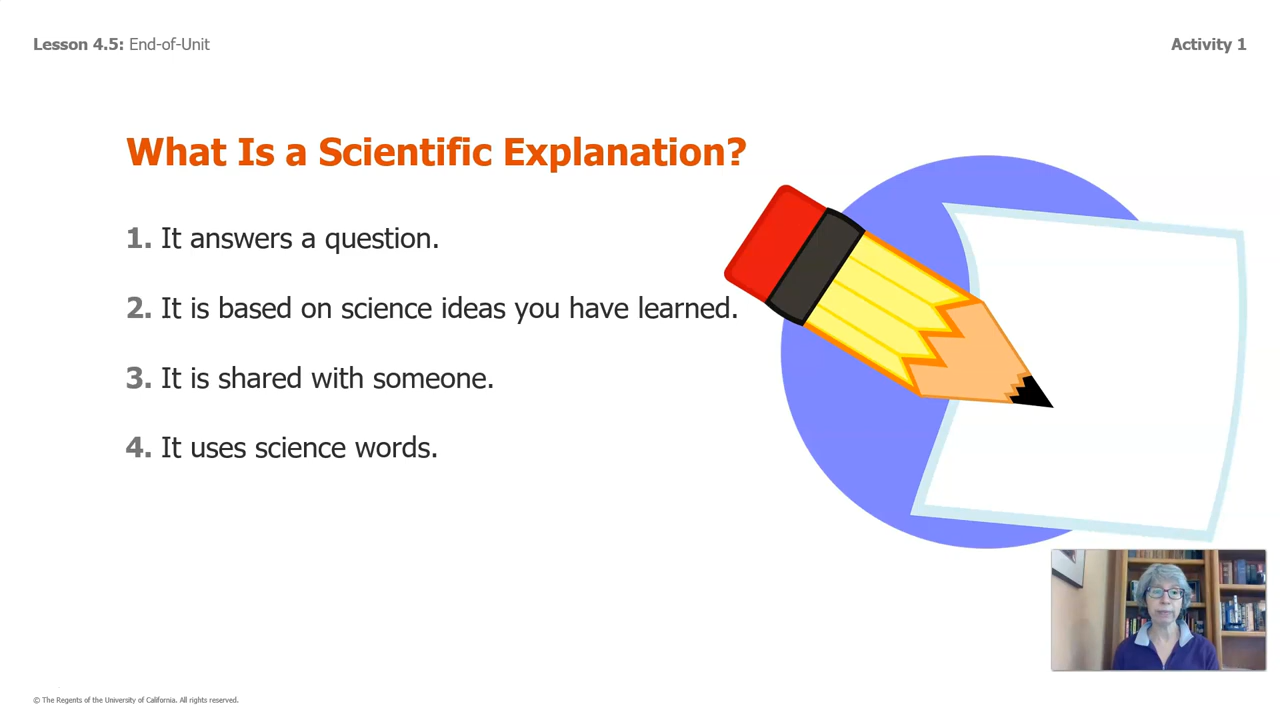 Lesson 4.5: End-of-Unit
Activity 1
What Is a Scientific Explanation?
1. It answers a question.
2. It is based on science ideas you have learned.
3. It is shared with someone.
4. It uses science words.
© The Regents of the University of California. All rights reserved.